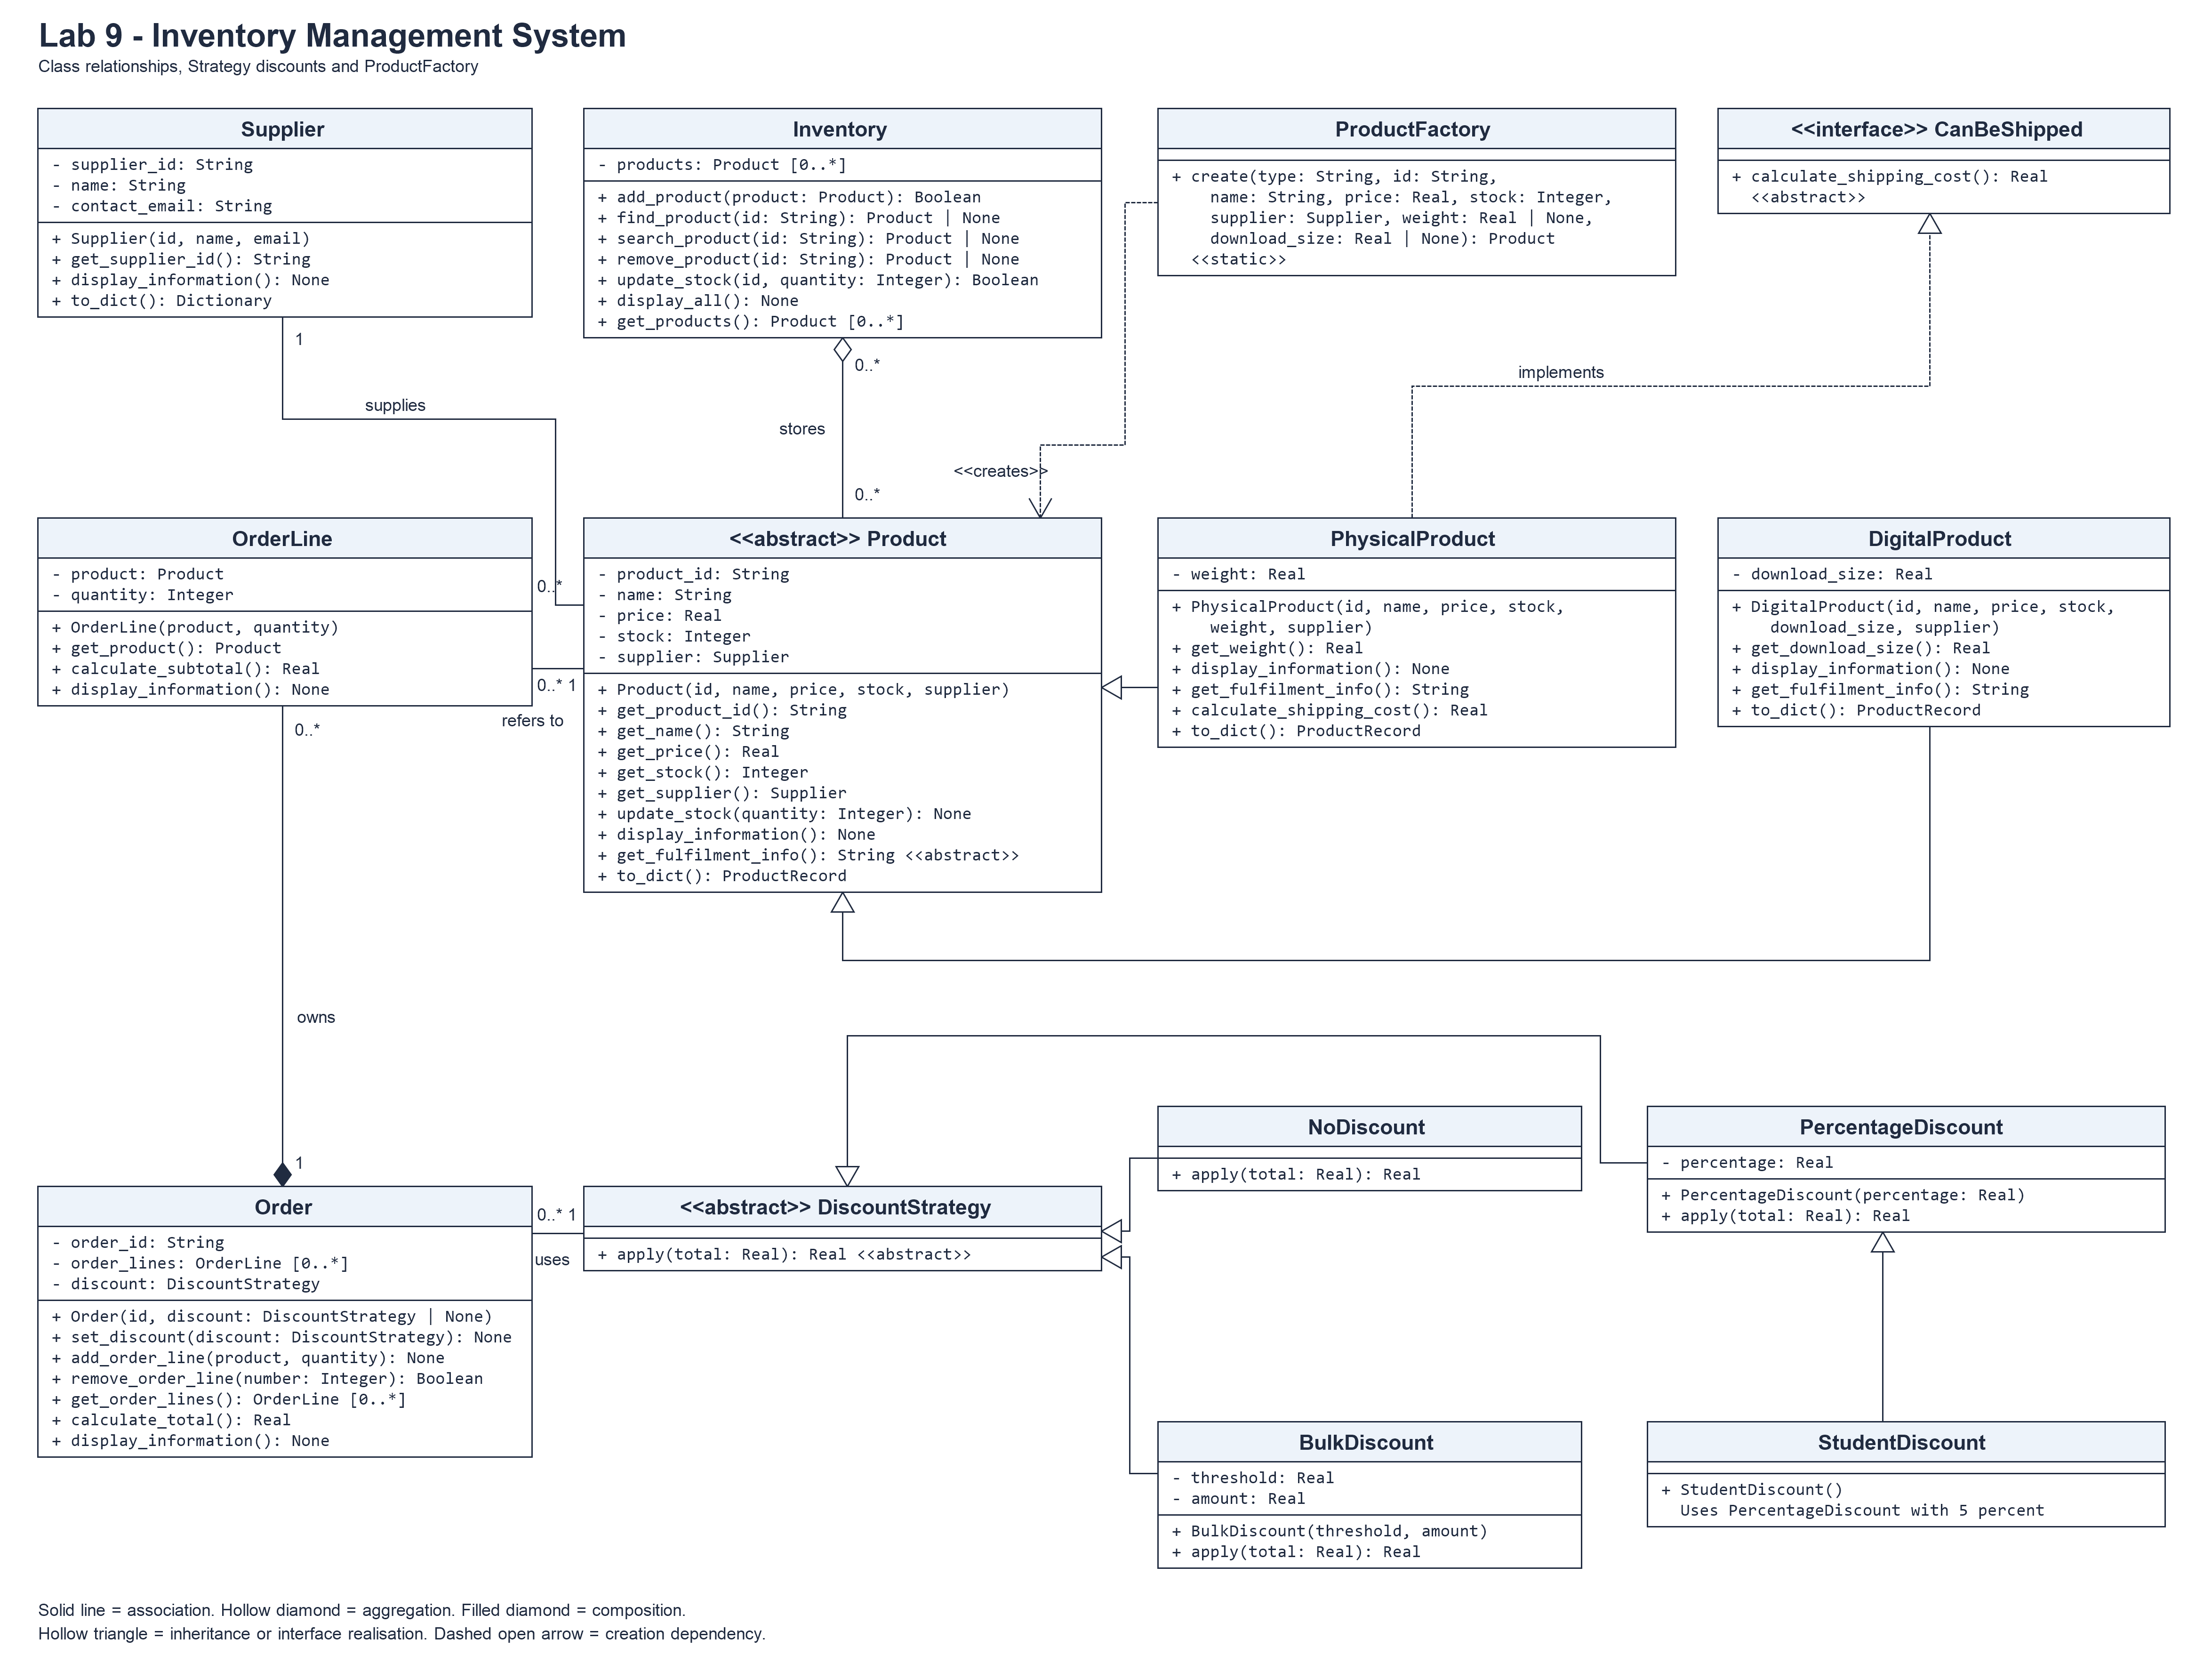 Lab 9 - Inventory Management System
Class relationships, Strategy discounts and ProductFactory
Supplier
- supplier_id: String
- name: String
- contact_email: String
+ Supplier(id, name, email)
+ get_supplier_id(): String
+ display_information(): None
+ to_dict(): Dictionary
Inventory
- products: Product [0..*]
+ add_product(product: Product): Boolean
+ find_product(id: String): Product | None
+ search_product(id: String): Product | None
+ remove_product(id: String): Product | None
+ update_stock(id, quantity: Integer): Boolean
+ display_all(): None
+ get_products(): Product [0..*]
ProductFactory
+ create(type: String, id: String,
name: String, price: Real, stock: Integer,
supplier: Supplier, weight: Real | None,
download_size: Real | None): Product
<<static>>
<<interface>> CanBeShipped
+ calculate_shipping_cost(): Real
<<abstract>>
1
supplies
0..*
0..*
stores
0..*
<<creates>>
implements
OrderLine
- product: Product
- quantity: Integer
+ OrderLine(product, quantity)
+ get_product(): Product
+ calculate_subtotal(): Real
+ display_information(): None
0..* 1
refers to
<<abstract>> Product
- product_id: String
- name: String
- price: Real
- stock: Integer
- supplier: Supplier
+ Product(id, name, price, stock, supplier)
+ get_product_id(): String
+ get_name(): String
+ get_price(): Real
+ get_stock(): Integer
+ get_supplier(): Supplier
+ update_stock(quantity: Integer): None
+ display_information(): None
+ get_fulfilment_info(): String <<abstract>>
+ to_dict(): ProductRecord
PhysicalProduct
- weight: Real
+ PhysicalProduct(id, name, price, stock,
weight, supplier)
+ get_weight(): Real
+ display_information(): None
+ get_fulfilment_info(): String
+ calculate_shipping_cost(): Real
+ to_dict(): ProductRecord
DigitalProduct
- download_size: Real
+ DigitalProduct(id, name, price, stock,
download_size, supplier)
+ get_download_size(): Real
+ display_information(): None
+ get_fulfilment_info(): String
+ to_dict(): ProductRecord
0..*
owns
1
Order
- order_id: String
- order_lines: OrderLine [0..*]
- discount: DiscountStrategy
+ Order(id, discount: DiscountStrategy | None)
+ set_discount(discount: DiscountStrategy): None
+ add_order_line(product, quantity): None
+ remove_order_line(number: Integer): Boolean
+ get_order_lines(): OrderLine [0..*]
+ calculate_total(): Real
+ display_information(): None
0..* 1
uses
<<abstract>> DiscountStrategy
+ apply(total: Real): Real <<abstract>>
NoDiscount
+ apply(total: Real): Real
PercentageDiscount
- percentage: Real
+ PercentageDiscount(percentage: Real)
+ apply(total: Real): Real
BulkDiscount
- threshold: Real
- amount: Real
+ BulkDiscount(threshold, amount)
+ apply(total: Real): Real
StudentDiscount
+ StudentDiscount()
Uses PercentageDiscount with 5 percent
Solid line = association. Hollow diamond = aggregation. Filled diamond = composition.
Hollow triangle = inheritance or interface realisation. Dashed open arrow = creation dependency.